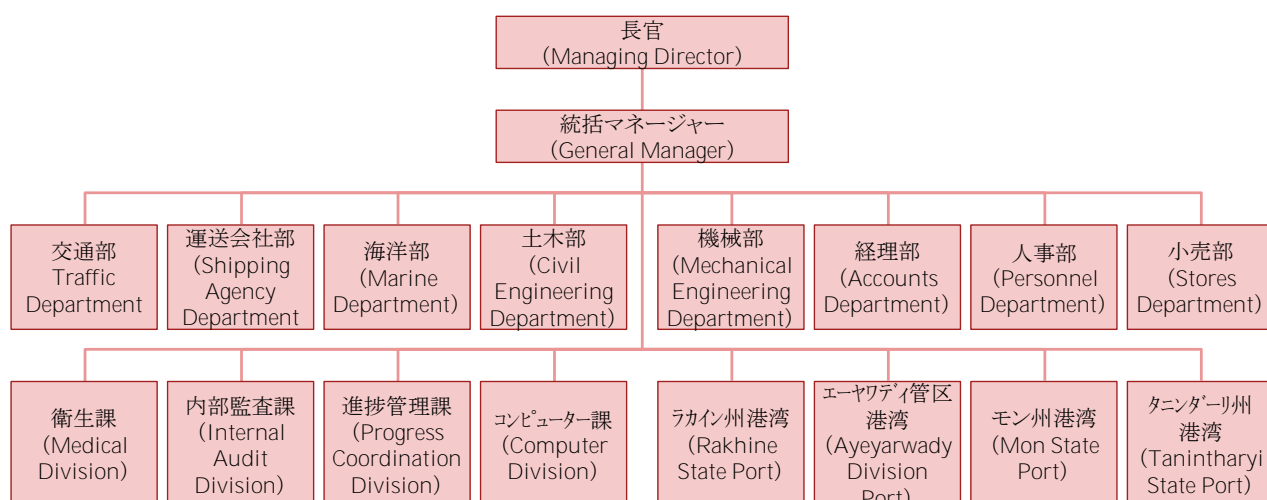 長官
(Managing Director)
統括マネージャー
(General Manager)
交通部
Traffic
Department
運送会社部
(Shipping
Agency
Department
海洋部
(Marine
Department)
土木部
(Civil
Engineering
Department)
機械部
(Mechanical
Engineering
Department)
経理部
(Accounts
Department)
人事部
(Personnel
Department)
小売部
(Stores
Department)
衛生課
(Medical
Division)
内部監査課
(Internal
Audit
Division)
進捗管理課
(Progress
Coordination
Division)
コンピューター課
(Computer
Division)
ラカイン州港湾
(Rakhine
State Port)
エーヤワディ管区
港湾
(Ayeyarwady
Division
Port)
モン州港湾
(Mon State
Port)
タニンダーリ州
港湾
(Tanintharyi
State Port)